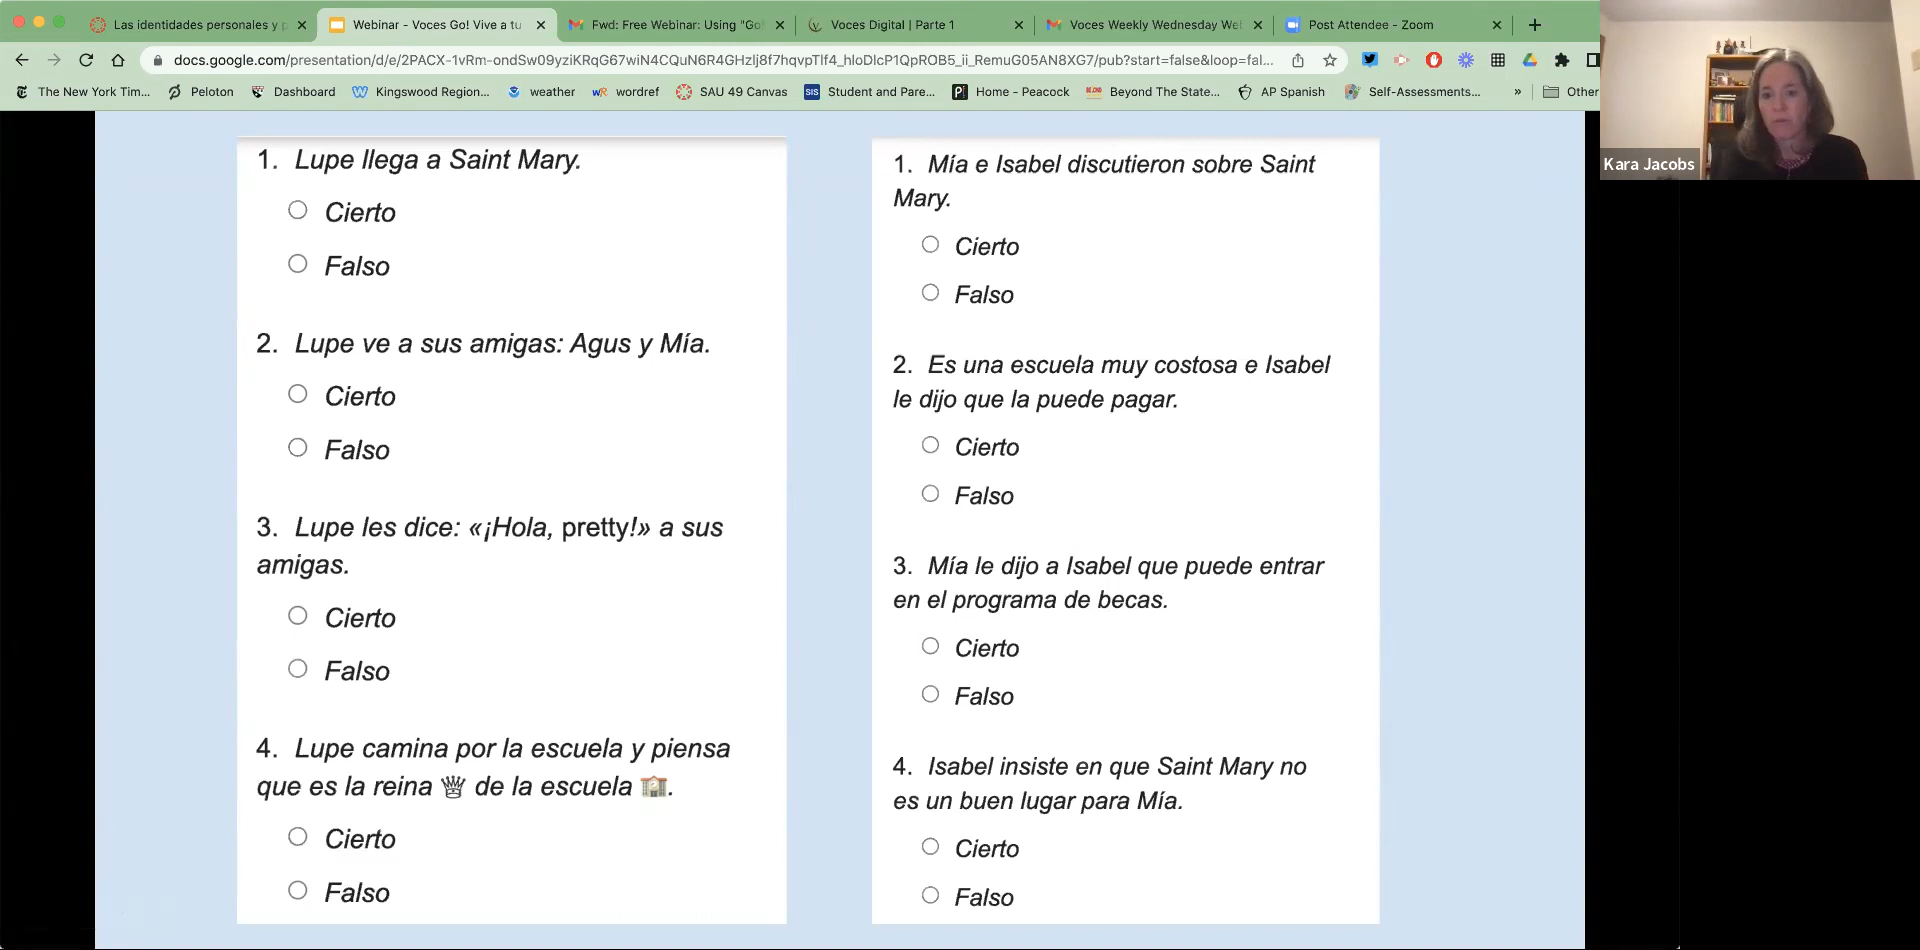 Las identidades personales y p
Webinar - Voces Go! Vive a tu
Fwd: Free Webinar: Using "Go!
Voces Digital | Parte 1
Voces Weekly Wednesday Web
Post Attendee - Zoom
docs.google.com/presentation/d/e/2PACX-1vRm-ondSw09yziKRqG67wiN4CQuN6R4GHzlj8f7hqvpTlf4_hloDlcP1QpROB5_ii_RemuG05AN8XG7/pub?start=false&loop=fal...
The New York Tim...
Peloton
Dashboard
Kingswood Region...
weather
wordref
SAU 49 Canvas
Student and Pare...
Home - Peacock
Beyond The State...
AP Spanish
Self-Assessments...
»
Other
Kara Jacobs
1. Lupe llega a Saint Mary.
Cierto
Falso
2. Lupe ve a sus amigas: Agus y Mía.
Cierto
Falso
3. Lupe les dice: «¡Hola, pretty!» a sus
amigas.
Cierto
Falso
4. Lupe camina por la escuela y piensa
que es la reina 👑 de la escuela 🏫.
Cierto
Falso
1. Mía e Isabel discutieron sobre Saint
Mary.
Cierto
Falso
2. Es una escuela muy costosa e Isabel
le dijo que la puede pagar.
Cierto
Falso
3. Mía le dijo a Isabel que puede entrar
en el programa de becas.
Cierto
Falso
4. Isabel insiste en que Saint Mary no
es un buen lugar para Mía.
Cierto
Falso